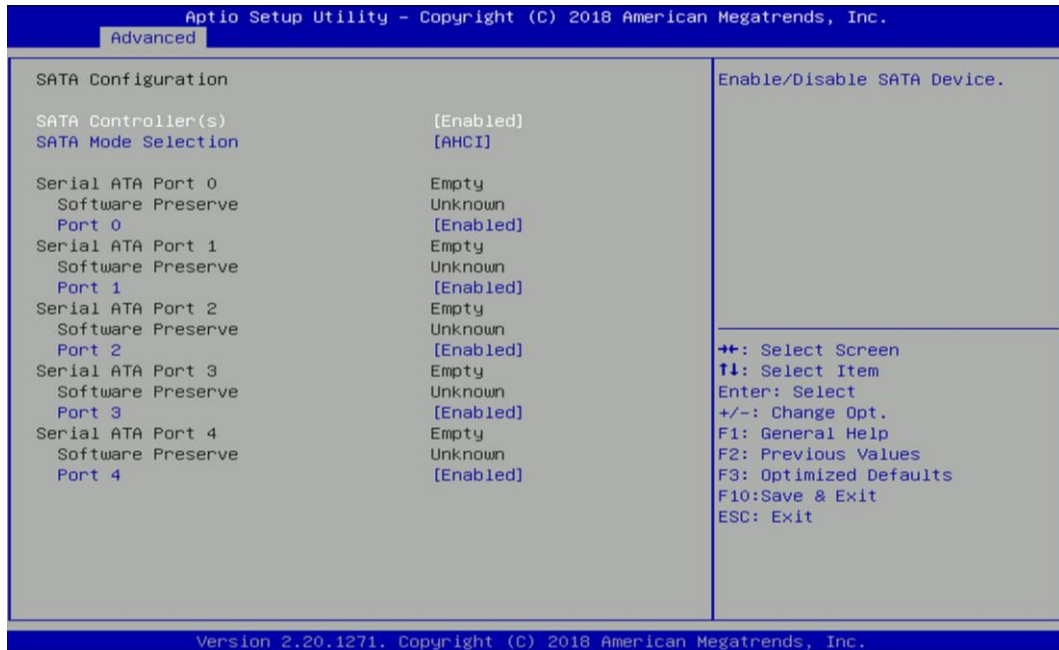 Aptio Setup Utility – Copyright (C) 2018 American Megatrends, Inc.
Advanced
SATA Configuration
SATA Controller(s) [Enabled]
SATA Mode Selection [AHCI]
Serial ATA Port 0 Empty
Software Preserve Unknown
Port 0 [Enabled]
Serial ATA Port 1 Empty
Software Preserve Unknown
Port 1 [Enabled]
Serial ATA Port 2 Empty
Software Preserve Unknown
Port 2 [Enabled]
Serial ATA Port 3 Empty
Software Preserve Unknown
Port 3 [Enabled]
Serial ATA Port 4 Empty
Software Preserve Unknown
Port 4 [Enabled]
Enable/Disable SATA Device.
→←: Select Screen
↑↓: Select Item
Enter: Select
+/-: Change Opt.
F1: General Help
F2: Previous Values
F3: Optimized Defaults
F10:Save & Exit
ESC: Exit
Version 2.20.1271. Copyright (C) 2018 American Megatrends, Inc.